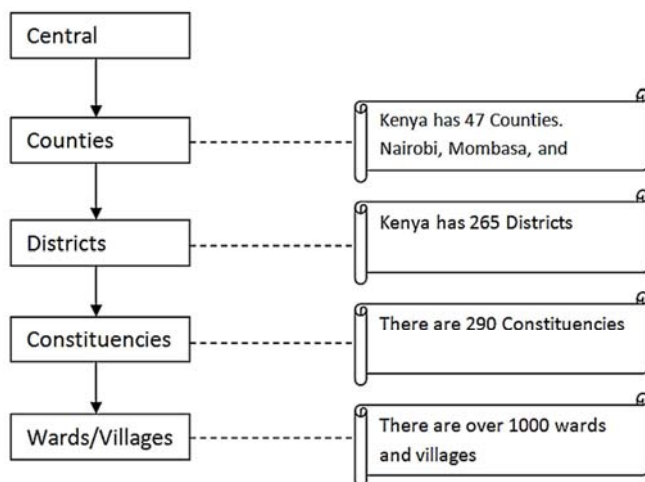 Central
Counties
Kenya has 47 Counties.
Nairobi, Mombasa, and
Districts
Kenya has 265 Districts
Constituencies
There are 290 Constituencies
Wards/Villages
There are over 1000 wards
and villages